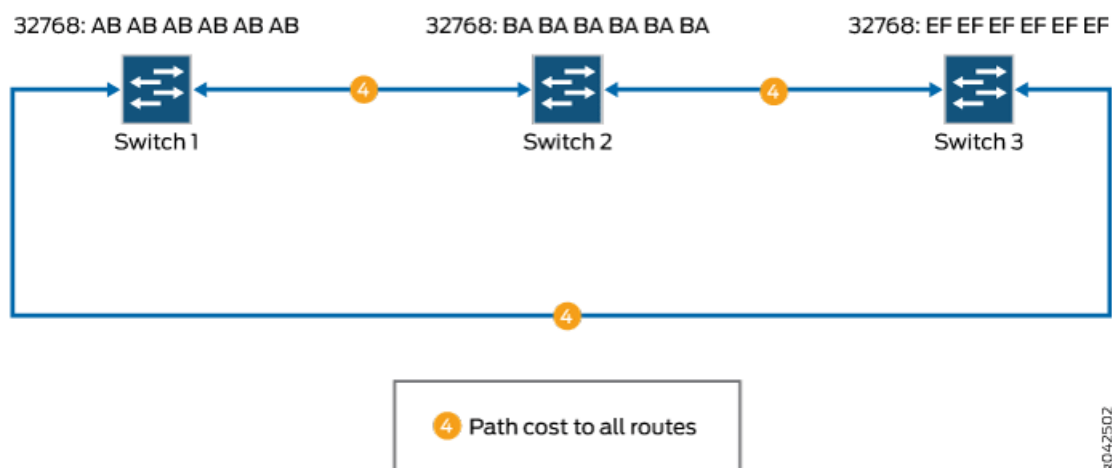 32768: AB AB AB AB AB AB
32768: BA BA BA BA BA BA
32768: EF EF EF EF EF EF
4
4
Switch 1
Switch 2
Switch 3
4
4 Path cost to all routes